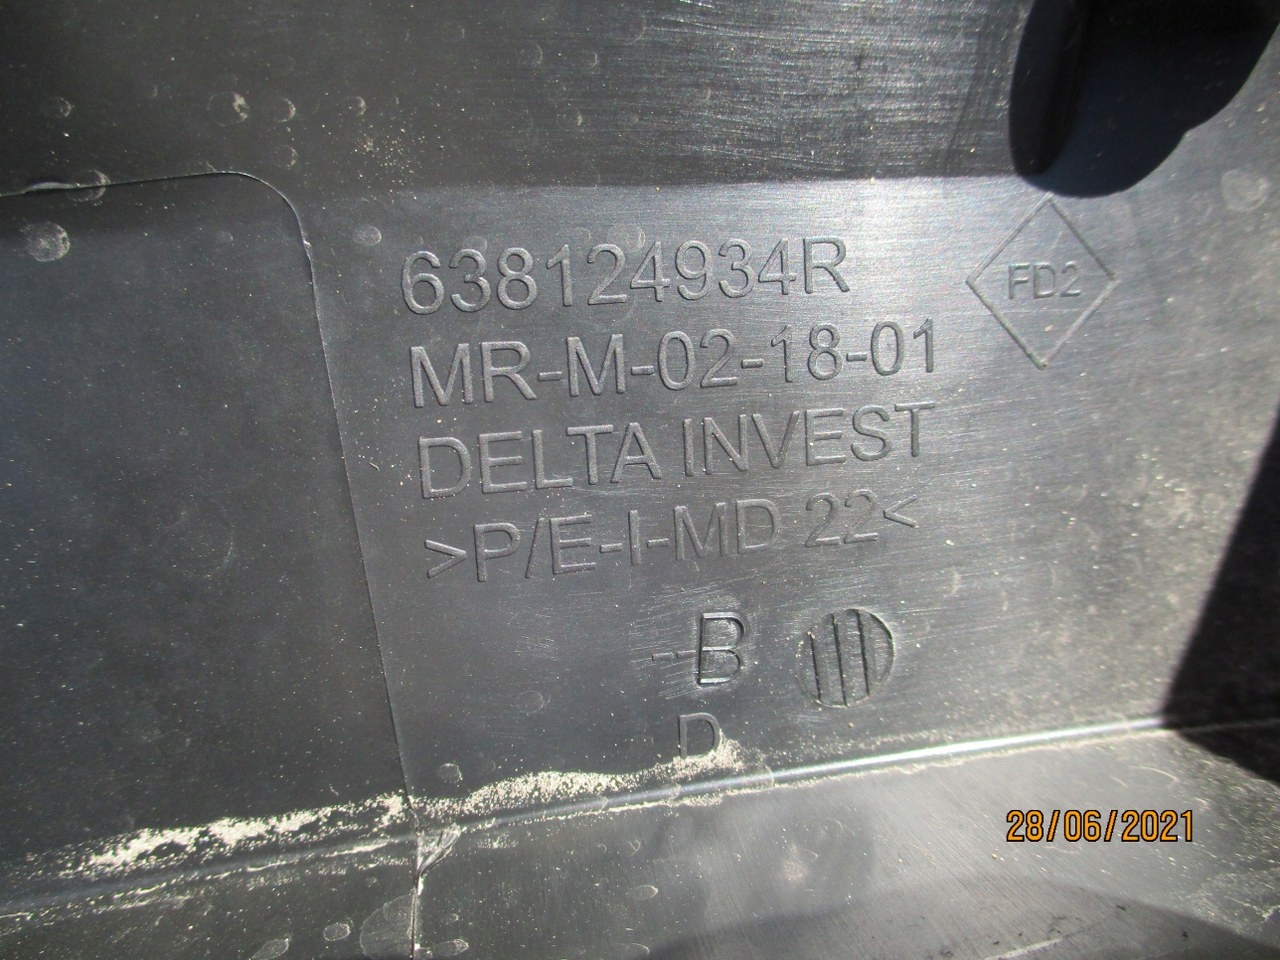 638124934R
FD2
MR-M-02-18-01
DELTA INVEST
>P/E-I-MD 22<
-B
D
28/06/2021